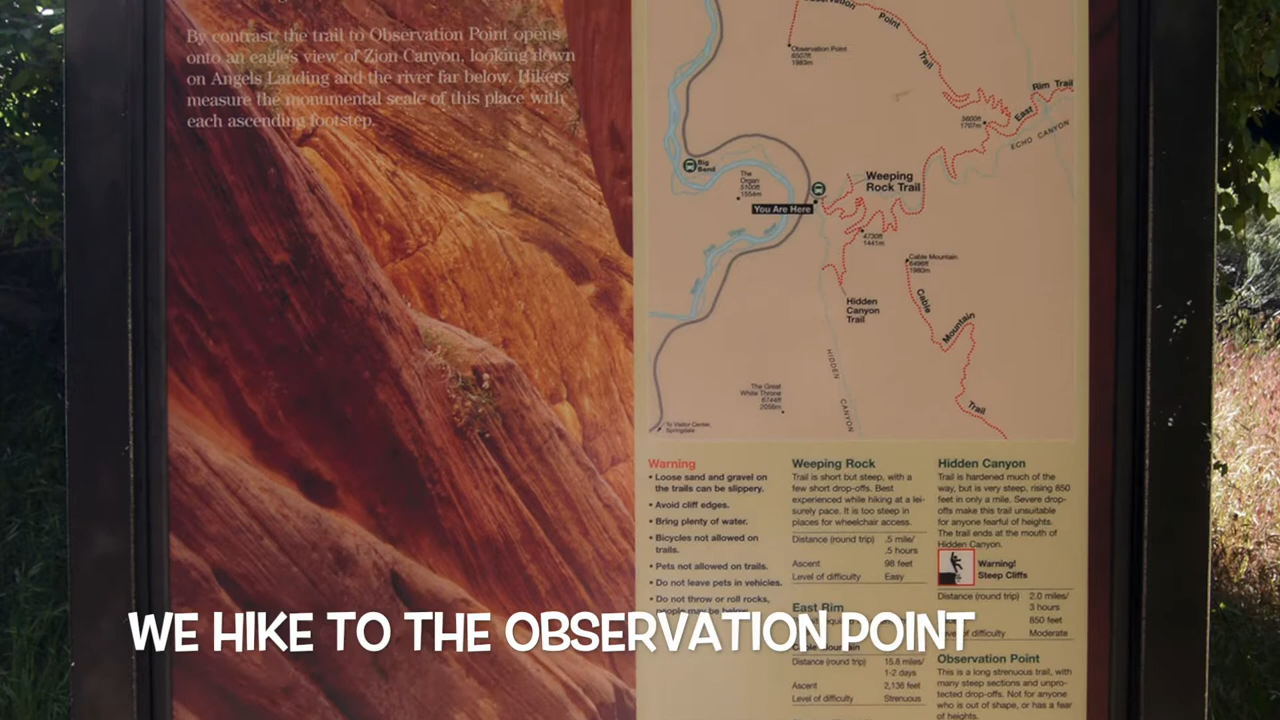 By contrast, the trail to Observation Point opens
onto an eagle's view of Zion Canyon, looking down
on Angels Landing and the river far below. Hikers
measure the monumental scale of this place with
each ascending footstep.
Observation Point Trail
Observation Point
6507ft
1983m
East Rim Trail
5600ft
1707m
ECHO CANYON
Big
Bend
The
Organ
5100ft
1554m
You Are Here
Weeping
Rock Trail
4730ft
1441m
Cable Mountain
6496ft
1980m
Hidden
Canyon
Trail
Cable Mountain Trail
HIDDEN CANYON
The Great
White Throne
6744ft
2056m
To Visitor Center,
Springdale
Warning
• Loose sand and gravel on
the trails can be slippery.
• Avoid cliff edges.
• Bring plenty of water.
• Bicycles not allowed on
trails.
• Pets not allowed on trails.
• Do not leave pets in vehicles.
• Do not throw or roll rocks,
people may be below.
Weeping Rock
Trail is short but steep, with a
few short drop-offs. Best
experienced while hiking at a lei-
surely pace. It is too steep in
places for wheelchair access.
Distance (round trip) .5 mile/
.5 hours
Ascent 98 feet
Level of difficulty Easy
East Rim
Cable Mountain
Distance (round trip) 15.8 miles/
1-2 days
Ascent 2,136 feet
Level of difficulty Strenuous
Hidden Canyon
Trail is hardened much of the
way, but is very steep, rising 850
feet in only a mile. Severe drop-
offs make this trail unsuitable
for anyone fearful of heights.
The trail ends at the mouth of
Hidden Canyon.
Warning!
Steep Cliffs
Distance (round trip) 2.0 miles/
3 hours
850 feet
of difficulty Moderate
Observation Point
This is a long strenuous trail, with
many steep sections and unpro-
tected drop-offs. Not for anyone
who is out of shape, or has a fear
of heights.
WE HIKE TO THE OBSERVATION POINT